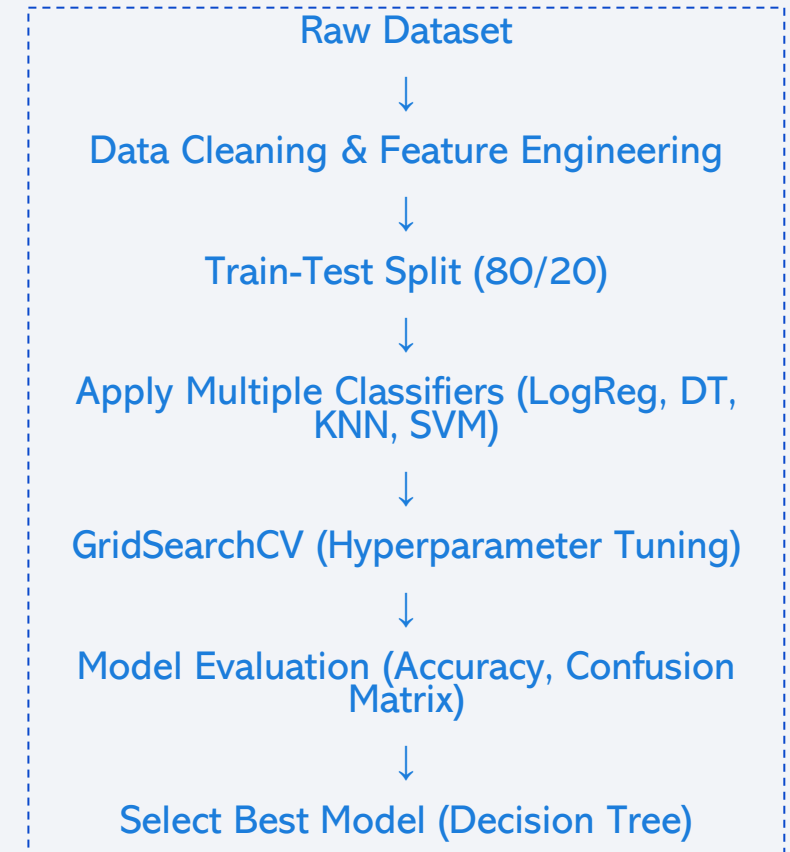 Raw Dataset
↓
Data Cleaning & Feature Engineering
↓
Train-Test Split (80/20)
↓
Apply Multiple Classifiers (LogReg, DT,
KNN, SVM)
↓
GridSearchCV (Hyperparameter Tuning)
↓
Model Evaluation (Accuracy, Confusion
Matrix)
↓
Select Best Model (Decision Tree)